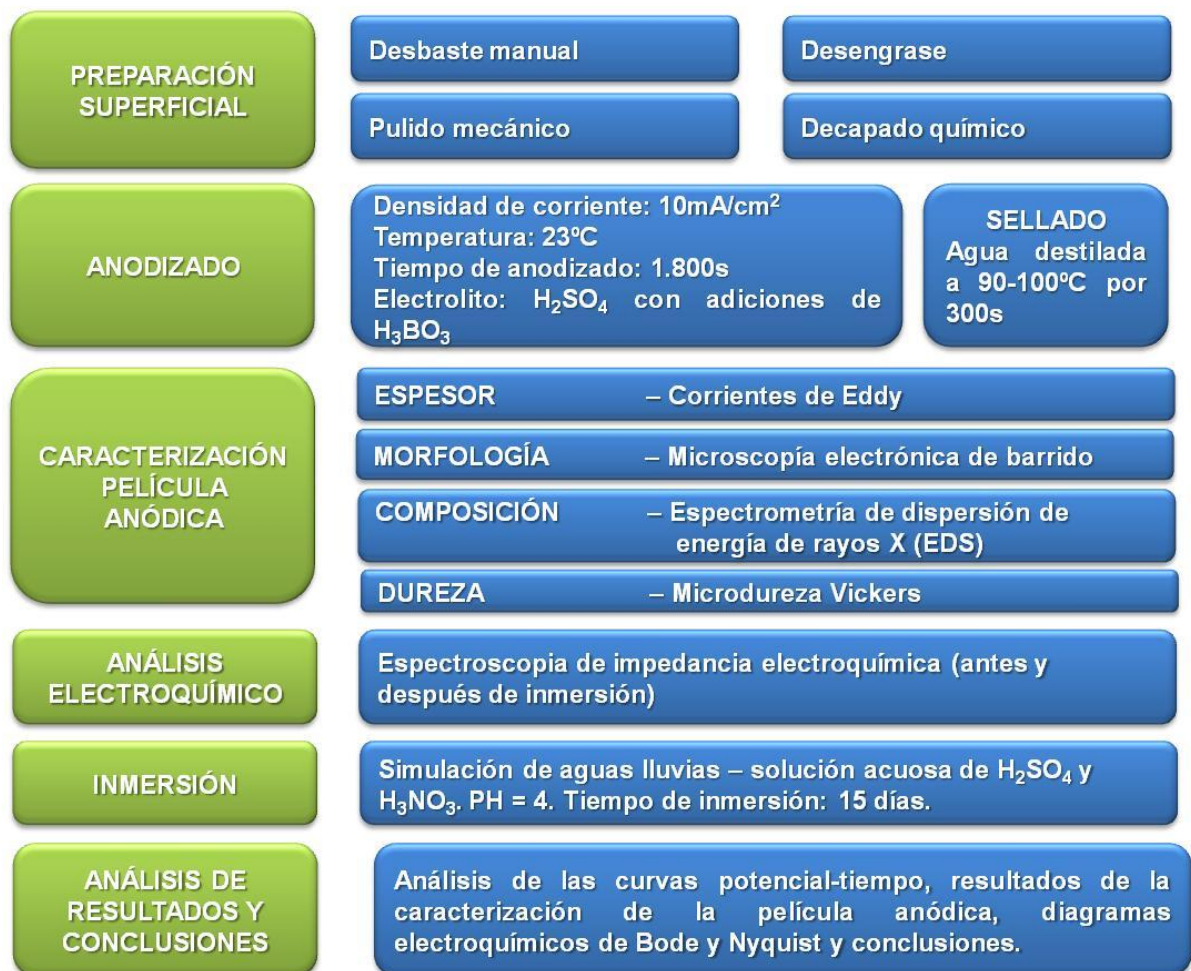 PREPARACIÓN
SUPERFICIAL
Desbaste manual
Desengrase
Pulido mecánico
Decapado químico
ANODIZADO
Densidad de corriente: 10mA/cm²
Temperatura: 23ºC
Tiempo de anodizado: 1.800s
Electrolito: H₂SO₄ con adiciones de
H₃BO₃
SELLADO
Agua destilada
a 90-100ºC por
300s
CARACTERIZACIÓN
PELÍCULA
ANÓDICA
ESPESOR – Corrientes de Eddy
MORFOLOGÍA – Microscopía electrónica de barrido
COMPOSICIÓN – Espectrometría de dispersión de
energía de rayos X (EDS)
DUREZA – Microdureza Vickers
ANÁLISIS
ELECTROQUÍMICO
Espectroscopia de impedancia electroquímica (antes y
después de inmersión)
INMERSIÓN
Simulación de aguas lluvias – solución acuosa de H₂SO₄ y
H₃NO₃. PH = 4. Tiempo de inmersión: 15 días.
ANÁLISIS DE
RESULTADOS Y
CONCLUSIONES
Análisis de las curvas potencial-tiempo, resultados de la
caracterización de la película anódica, diagramas
electroquímicos de Bode y Nyquist y conclusiones.